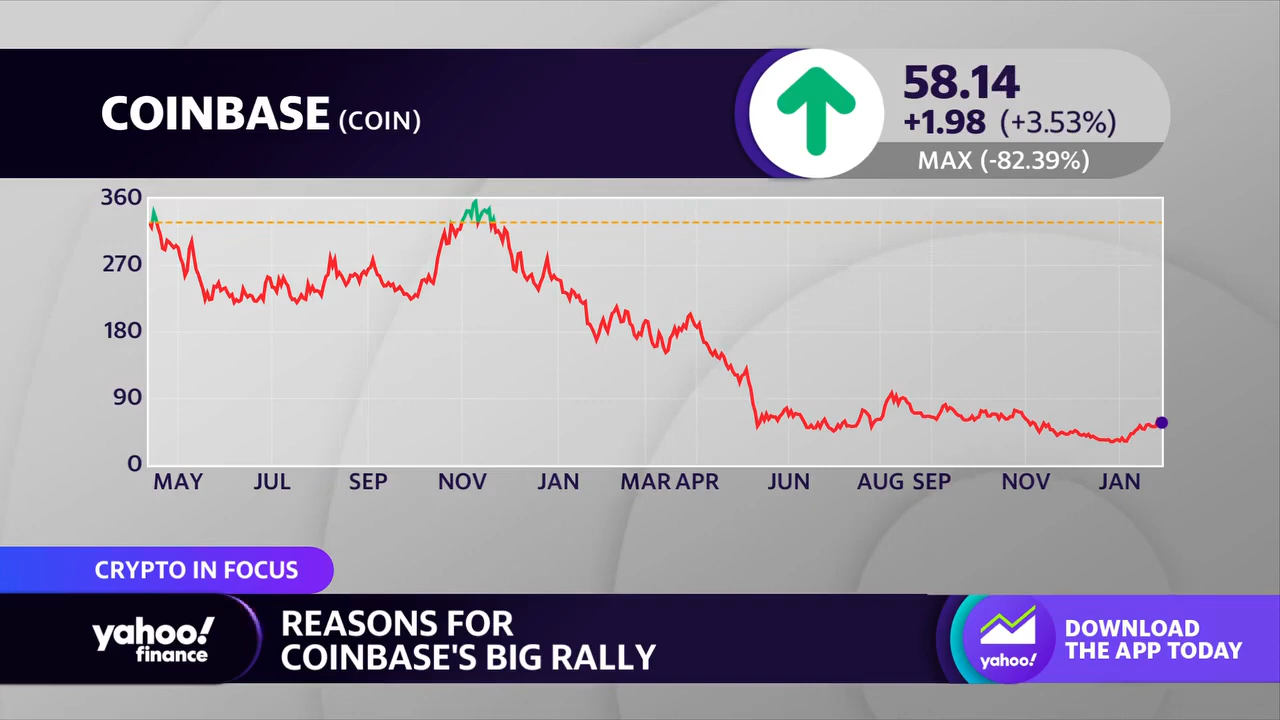 COINBASE (COIN)
58.14
+1.98 (+3.53%)
MAX (-82.39%)
360
270
180
90
0
MAY JUL SEP NOV JAN MAR APR JUN AUG SEP NOV JAN
CRYPTO IN FOCUS
yahoo!
finance
REASONS FOR
COINBASE'S BIG RALLY
yahoo!
DOWNLOAD
THE APP TODAY